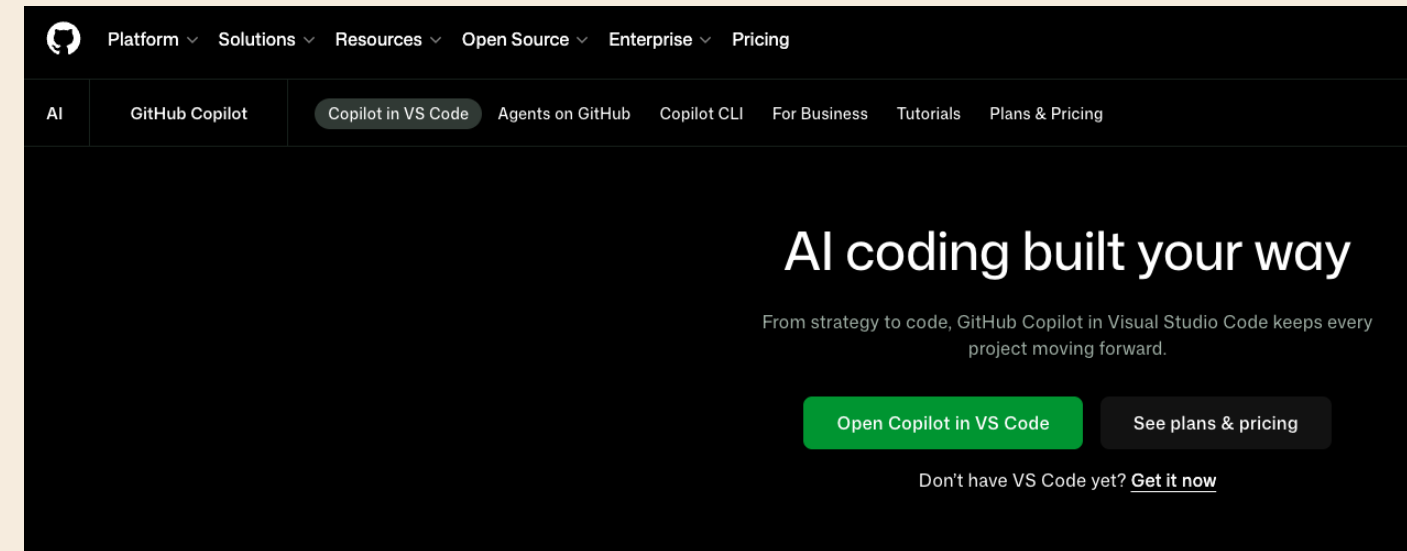 Platform Solutions Resources Open Source Enterprise Pricing
AI GitHub Copilot Copilot in VS Code Agents on GitHub Copilot CLI For Business Tutorials Plans & Pricing
AI coding built your way
From strategy to code, GitHub Copilot in Visual Studio Code keeps every
project moving forward.
Open Copilot in VS Code See plans & pricing
Don’t have VS Code yet? Get it now